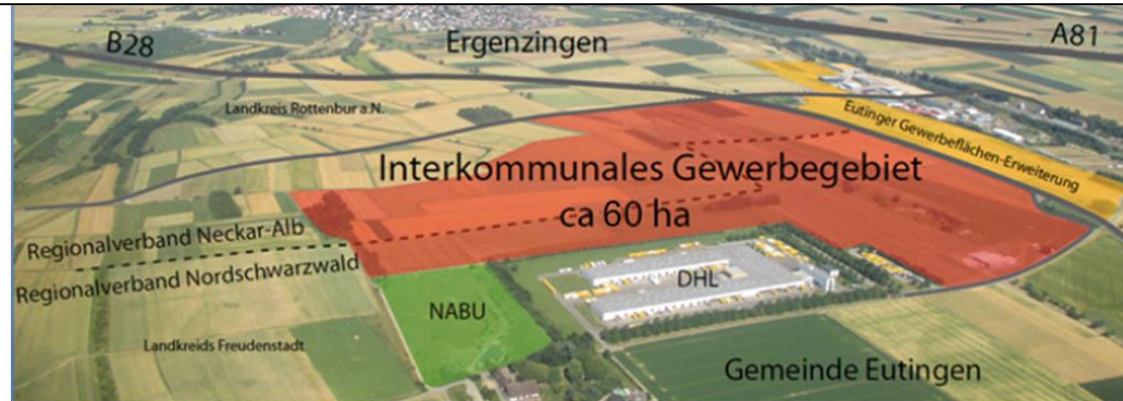 B28
Ergenzingen
A81
Landkreis Rottenbur a.N.
Eutinger Gewerbeflächen-Erweiterung
Interkommunales Gewerbegebiet
ca 60 ha
Regionalverband Neckar-Alb
Regionalverband Nordschwarzwald
DHL
NABU
Landkreids Freudenstadt
Gemeinde Eutingen